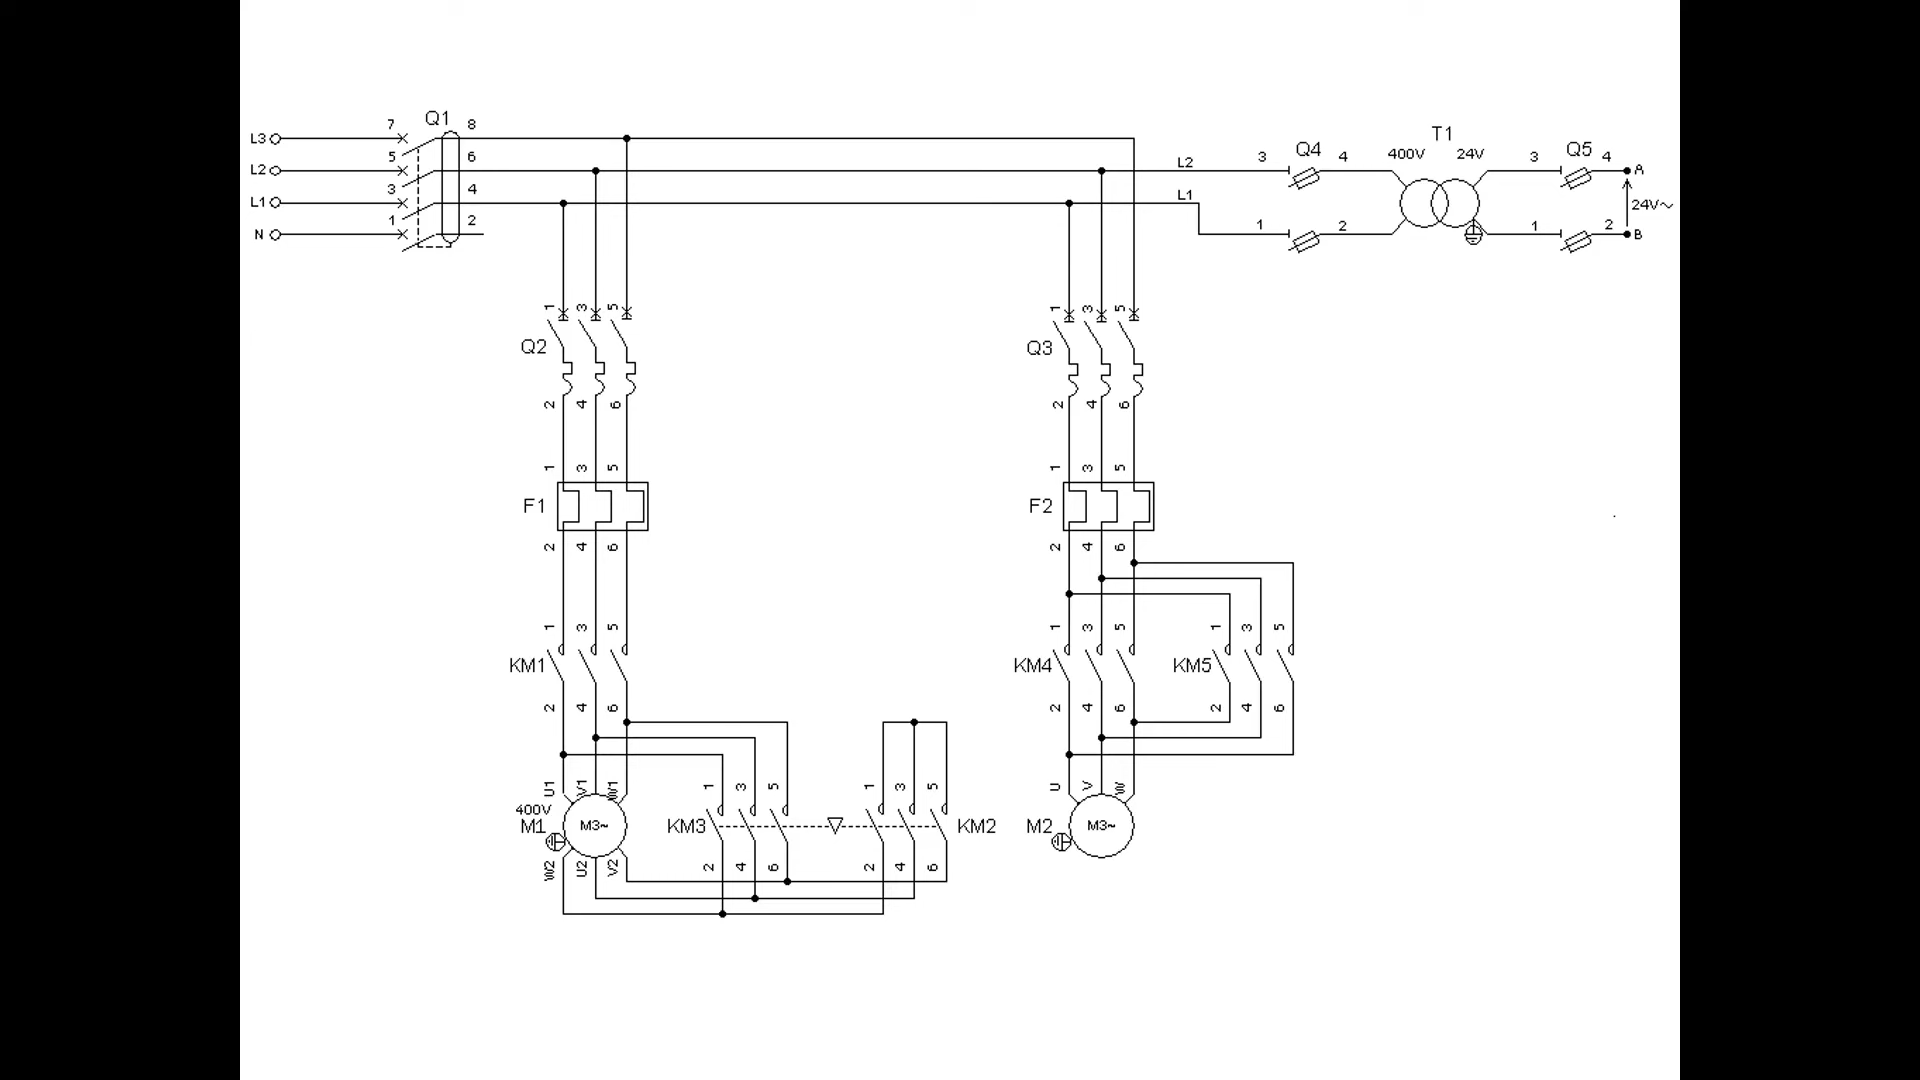 Q1
T1
7 8
L3
Q4 Q5
5 6
3 4 400V 24V 3 4
L2
L2
A
3 4
L1
L1
24V~
1 2
1 2
1 2
N
B
1 3 5
1 3 5
Q2
Q3
2 4 6
2 4 6
1 3 5
1 3 5
F1
F2
2 4 6
2 4 6
1 3 5
1 3 5
1 3 5
KM1
KM4
KM5
2 4 6
2 4 6
2 4 6
U1 V1 W1
1 3 5
1 3 5
U V W
400V
M1
M3~
KM3
KM2
M2
M3~
W2 U2 V2
2 4 6
2 4 6